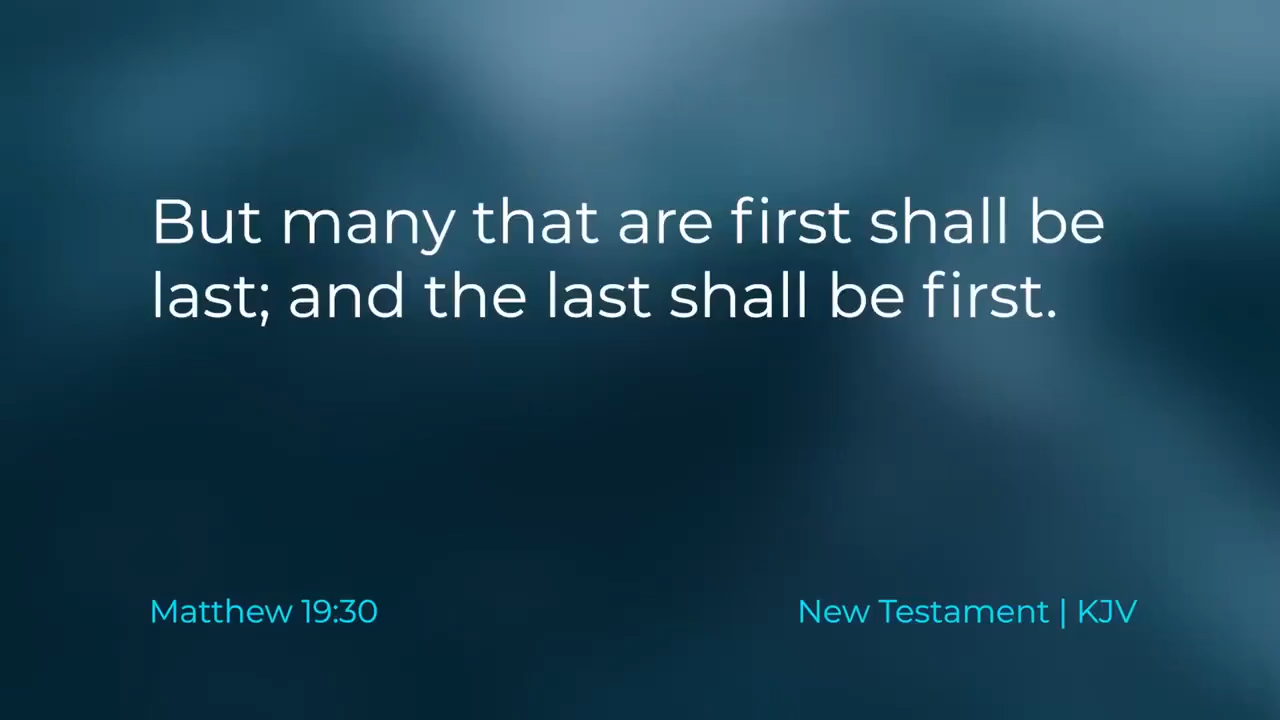 But many that are first shall be
last; and the last shall be first.
Matthew 19:30
New Testament | KJV